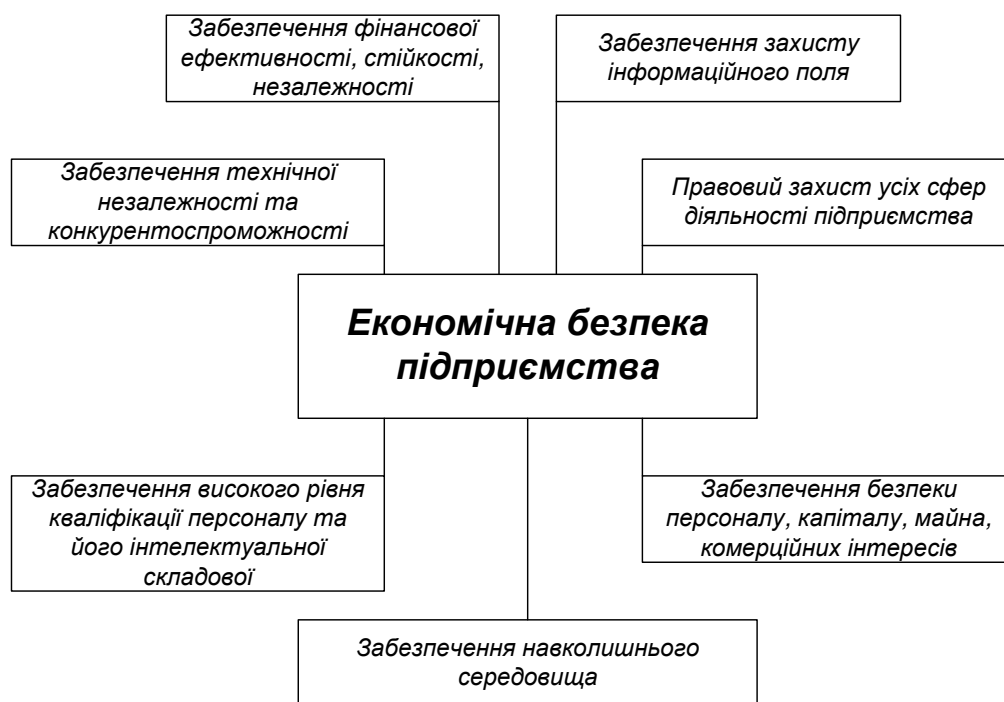 Забезпечення фінансової
ефективності, стійкості,
незалежності
Забезпечення захисту
інформаційного поля
Забезпечення технічної
незалежності та
конкурентоспроможності
Правовий захист усіх сфер
діяльності підприємства
Економічна безпека
підприємства
Забезпечення високого рівня
кваліфікації персоналу та
його інтелектуальної
складової
Забезпечення безпеки
персоналу, капіталу, майна,
комерційних інтересів
Забезпечення навколишнього
середовища